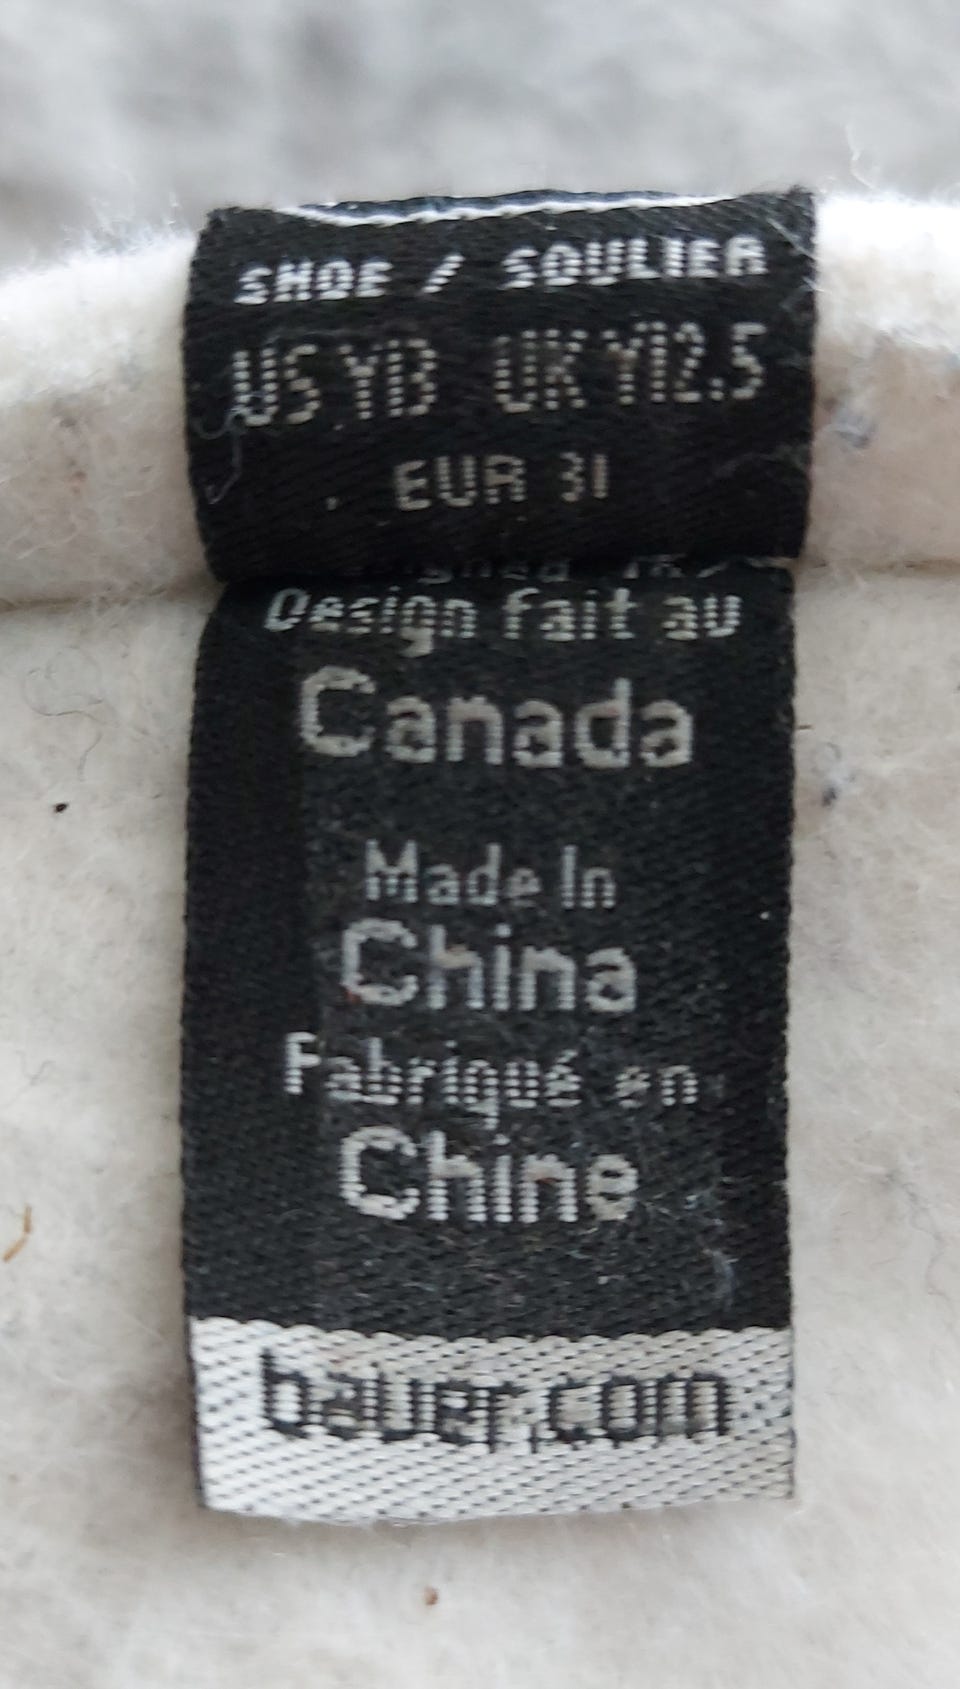 SHOE / SOULIER
US Y13 UK Y12.5
EUR 31
Design fait au
Canada
Made In
China
Fabriqué en
Chine
bauer.com